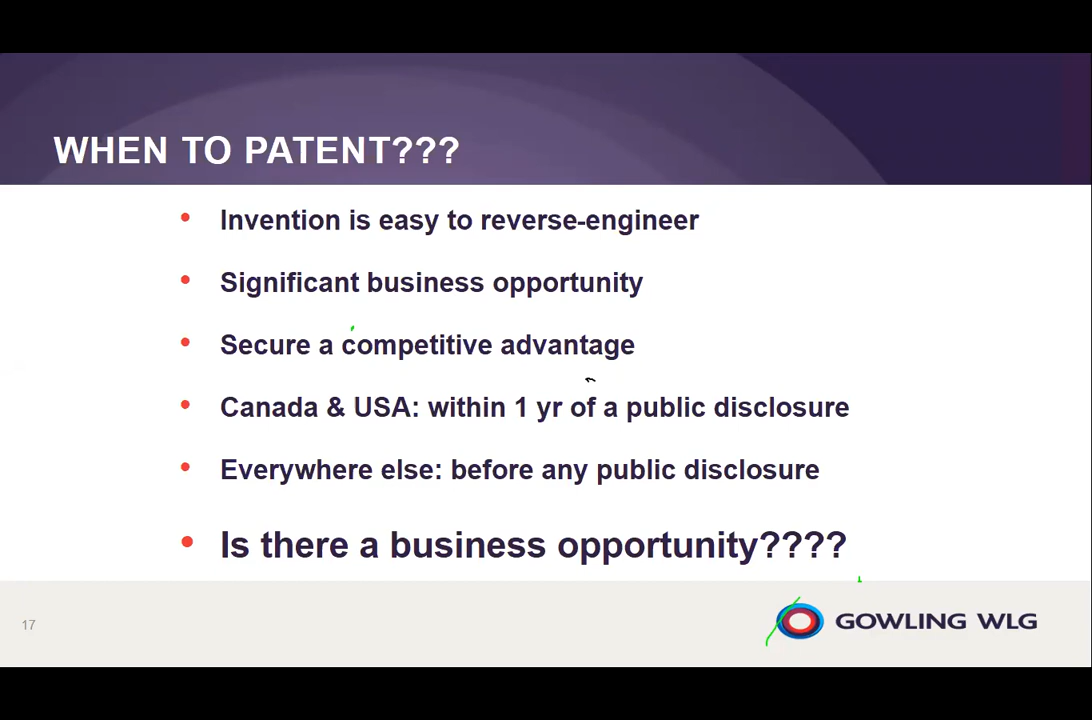 WHEN TO PATENT???
• Invention is easy to reverse-engineer
• Significant business opportunity
• Secure a competitive advantage
• Canada & USA: within 1 yr of a public disclosure
• Everywhere else: before any public disclosure
• Is there a business opportunity????
17
GOWLING WLG